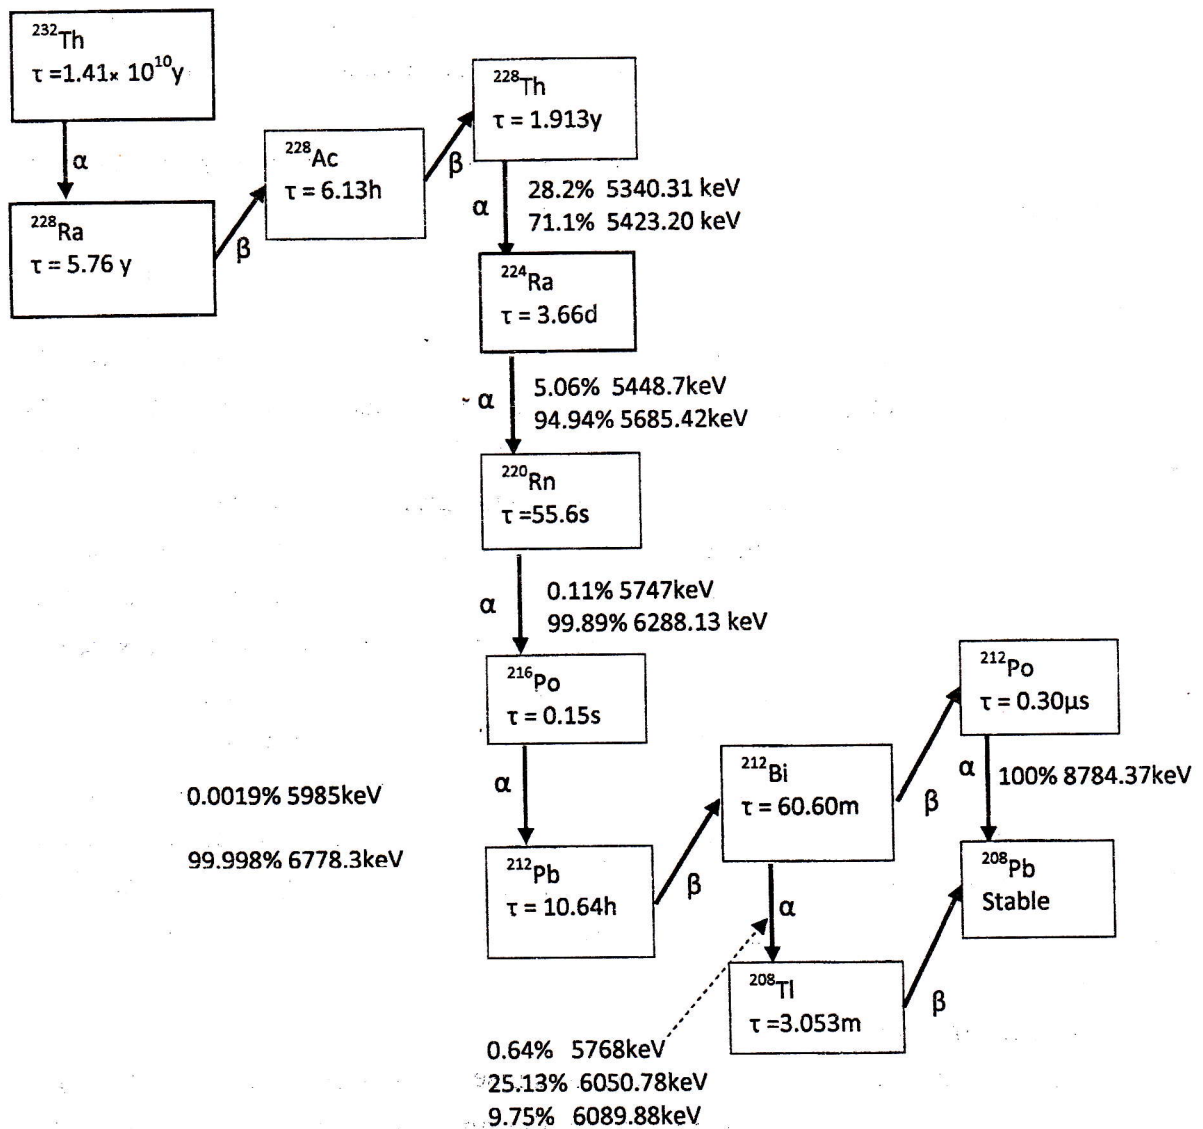 ²³²Th
τ =1.41× 10¹⁰y
α
²²⁸Ra
τ = 5.76 y
β
²²⁸Ac
τ = 6.13h
β
²²⁸Th
τ = 1.913y
α
28.2% 5340.31 keV
71.1% 5423.20 keV
²²⁴Ra
τ = 3.66d
α
5.06% 5448.7keV
94.94% 5685.42keV
²²⁰Rn
τ =55.6s
α
0.11% 5747keV
99.89% 6288.13 keV
²¹⁶Po
τ = 0.15s
α
0.0019% 5985keV
99.998% 6778.3keV
²¹²Pb
τ = 10.64h
β
²¹²Bi
τ = 60.60m
β
²¹²Po
τ = 0.30µs
α
100% 8784.37keV
²⁰⁸Pb
Stable
α
²⁰⁸Tl
τ =3.053m
β
0.64% 5768keV
25.13% 6050.78keV
9.75% 6089.88keV